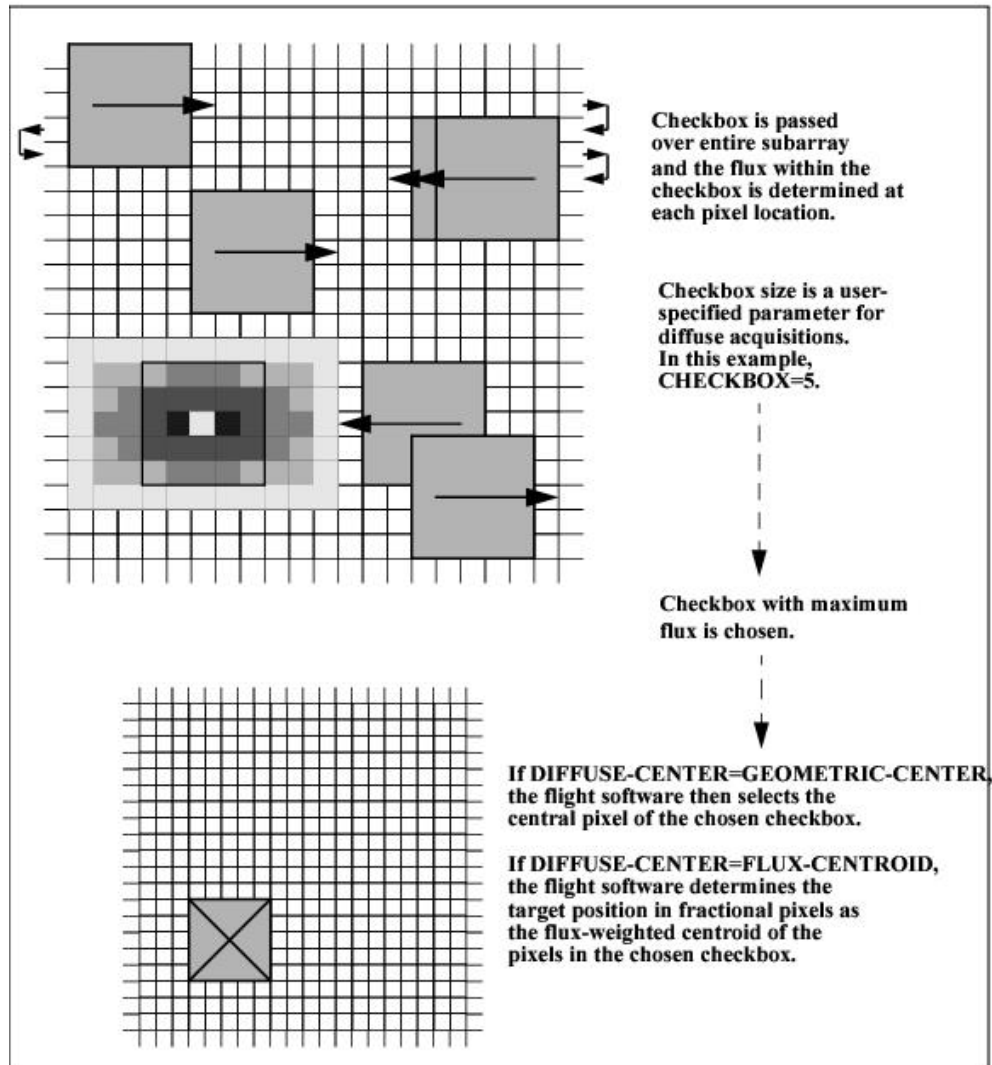 Checkbox is passed
over entire subarray
and the flux within the
checkbox is determined at
each pixel location.
Checkbox size is a user-
specified parameter for
diffuse acquisitions.
In this example,
CHECKBOX=5.
Checkbox with maximum
flux is chosen.
If DIFFUSE-CENTER=GEOMETRIC-CENTER,
the flight software then selects the
central pixel of the chosen checkbox.
If DIFFUSE-CENTER=FLUX-CENTROID,
the flight software determines the
target position in fractional pixels as
the flux-weighted centroid of the
pixels in the chosen checkbox.